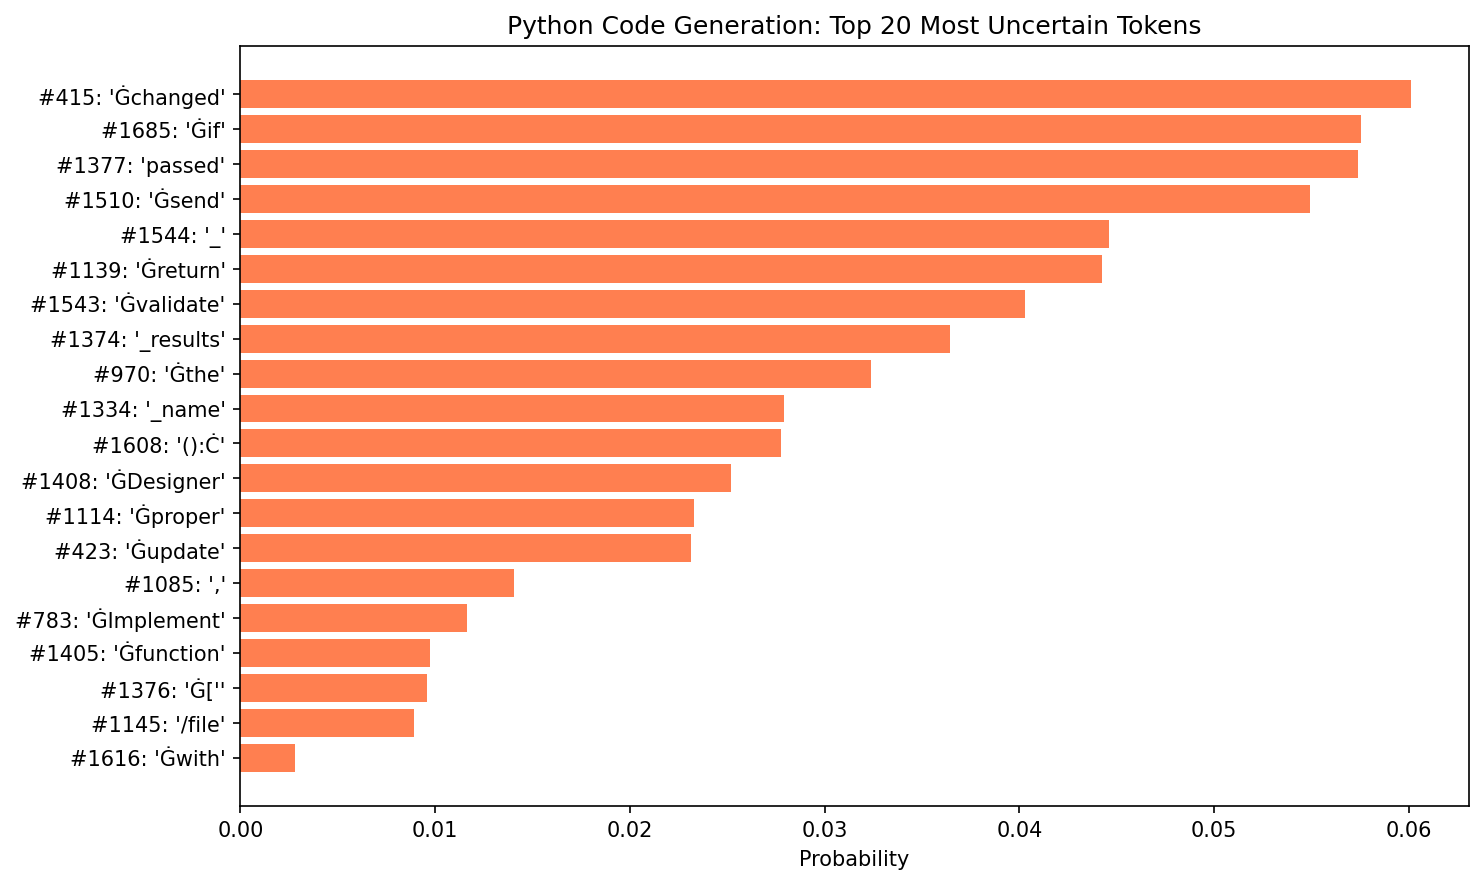 Python Code Generation: Top 20 Most Uncertain Tokens
#415: 'Ġchanged'
#1685: 'Ġif'
#1377: 'passed'
#1510: 'Ġsend'
#1544: '_'
#1139: 'Ġreturn'
#1543: 'Ġvalidate'
#1374: '_results'
#970: 'Ġthe'
#1334: '_name'
#1608: '():Ċ'
#1408: 'ĠDesigner'
#1114: 'Ġproper'
#423: 'Ġupdate'
#1085: ','
#783: 'ĠImplement'
#1405: 'Ġfunction'
#1376: 'Ġ[''
#1145: '/file'
#1616: 'Ġwith'
0.00 0.01 0.02 0.03 0.04 0.05 0.06
Probability